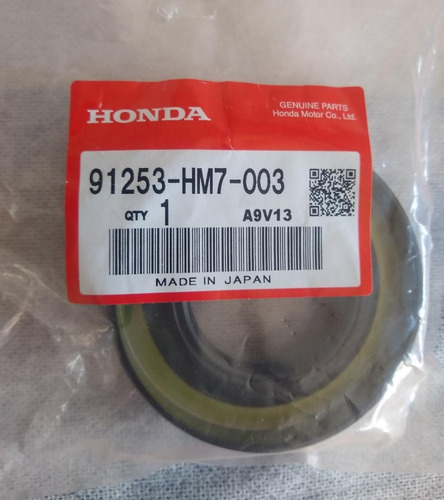 HONDA
GENUINE PARTS
Honda Motor Co., Ltd.
91253-HM7-003
QTY 1 A9V13
MADE IN JAPAN